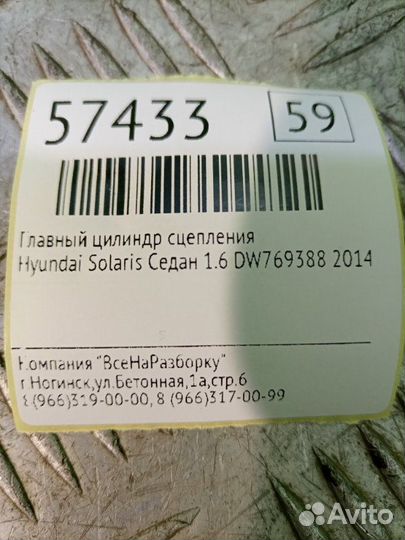 57433 59
Главный цилиндр сцепления
Hyundai Solaris Седан 1.6 DW769388 2014
Компания "ВсеНаРазборку"
г.Ногинск,ул.Бетонная,1а,стр.6
8(966)319-00-00, 8 (966)317-00-99
Avito